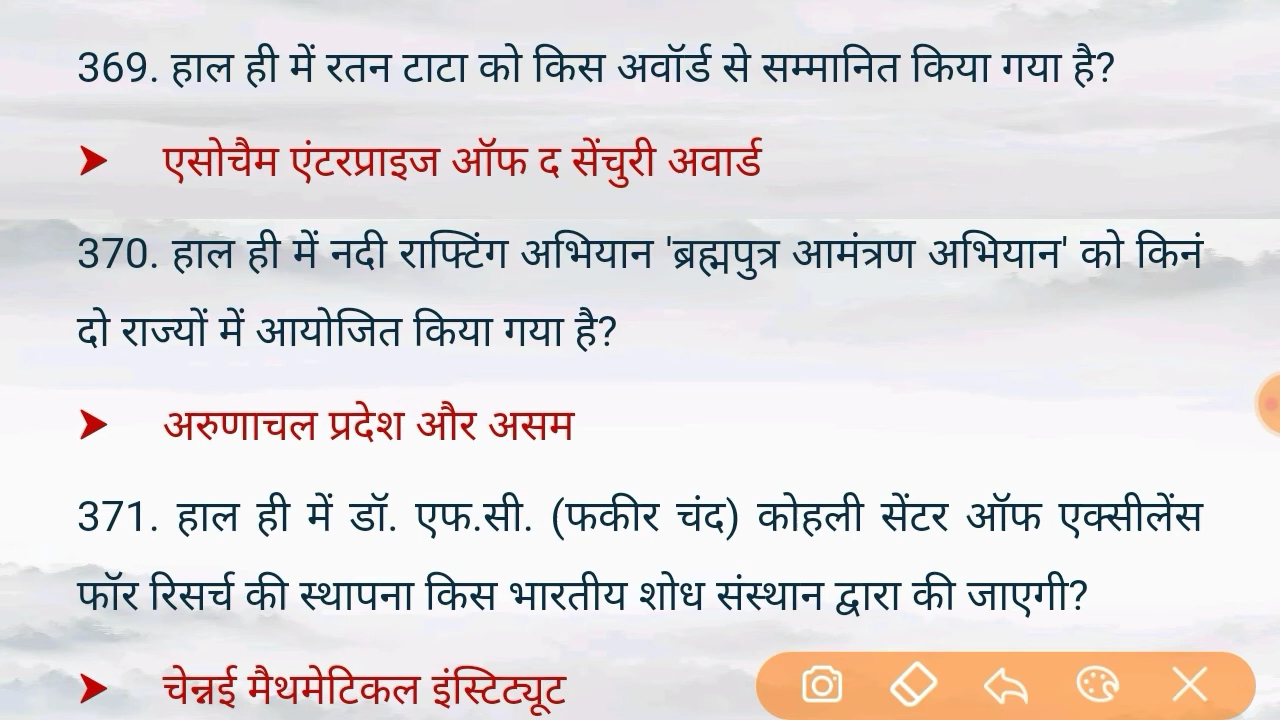 369. हाल ही में रतन टाटा को किस अवॉर्ड से सम्मानित किया गया है?
➤ एसोचैम एंटरप्राइज ऑफ द सेंचुरी अवार्ड
370. हाल ही में नदी राफ्टिंग अभियान 'ब्रह्मपुत्र आमंत्रण अभियान' को किनं
दो राज्यों में आयोजित किया गया है?
➤ अरुणाचल प्रदेश और असम
371. हाल ही में डॉ. एफ.सी. (फकीर चंद) कोहली सेंटर ऑफ एक्सीलेंस
फॉर रिसर्च की स्थापना किस भारतीय शोध संस्थान द्वारा की जाएगी?
➤ चेन्नई मैथमेटिकल इंस्टिट्यूट